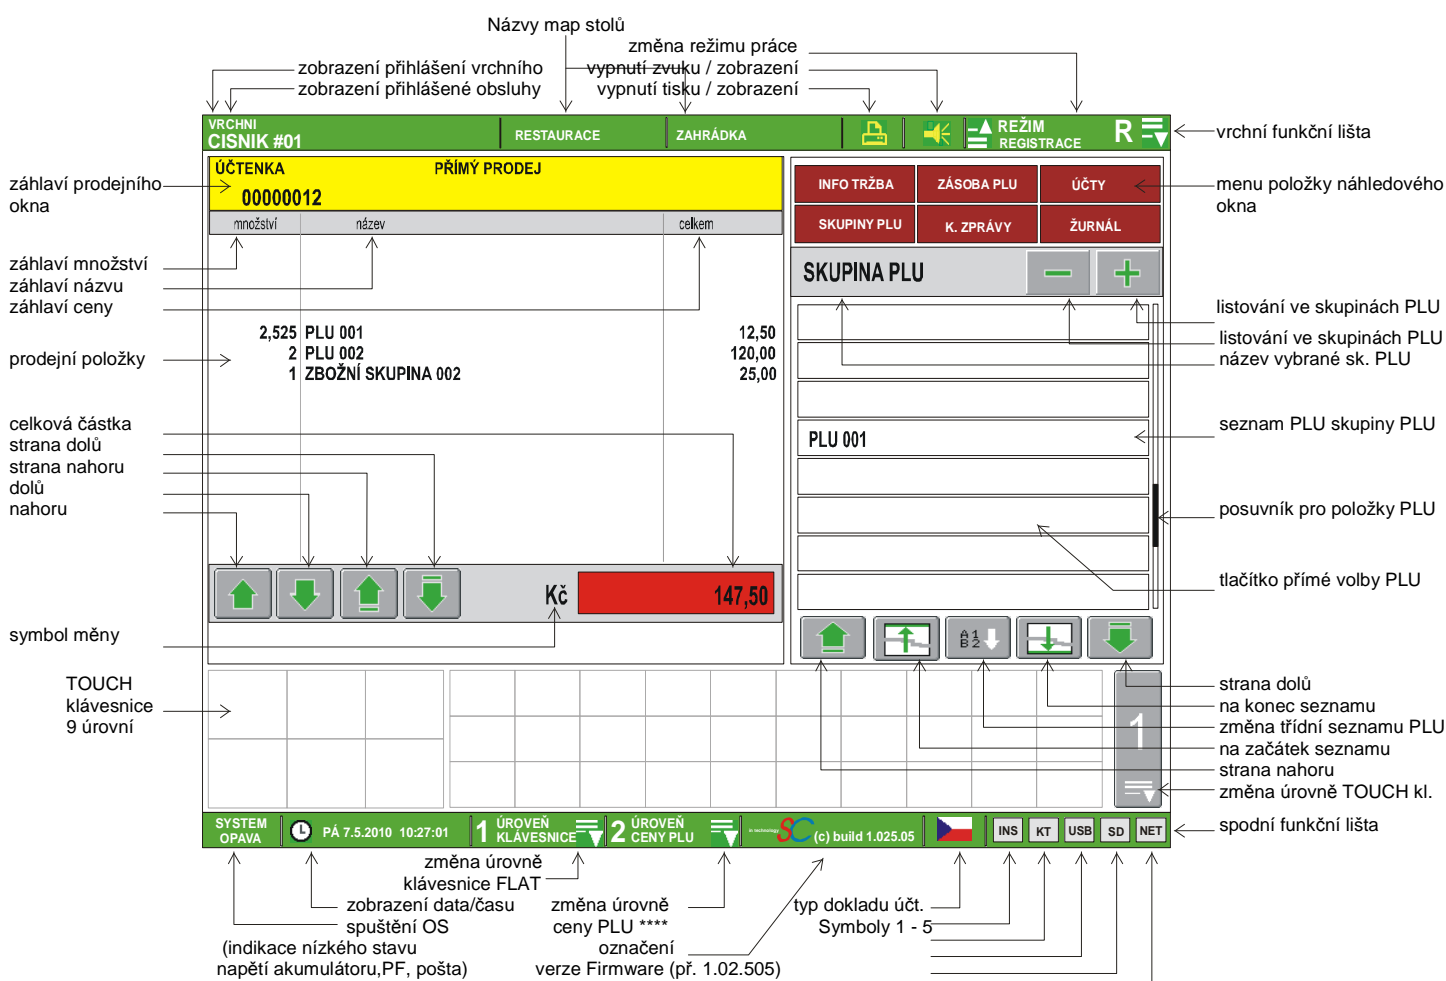 Názvy map stolů
změna režimu práce
zobrazení přihlášení vrchního
vypnutí zvuku / zobrazení
zobrazení přihlášené obsluhy
vypnutí tisku / zobrazení
VRCHNI
CISNIK #01
RESTAURACE
ZAHRÁDKA
REŽIM
REGISTRACE
R
vrchní funkční lišta
záhlaví prodejního
okna
ÚČTENKA
PŘÍMÝ PRODEJ
00000012
množství
název
celkem
INFO TRŽBA
ZÁSOBA PLU
ÚČTY
SKUPINY PLU
K. ZPRÁVY
ŽURNÁL
menu položky náhledového
okna
záhlaví množství
záhlaví názvu
záhlaví ceny
SKUPINA PLU
listování ve skupinách PLU
listování ve skupinách PLU
název vybrané sk. PLU
prodejní položky
2,525 PLU 001 12,50
2 PLU 002 120,00
1 ZBOŽNÍ SKUPINA 002 25,00
celková částka
strana dolů
strana nahoru
dolů
nahoru
PLU 001
seznam PLU skupiny PLU
posuvník pro položky PLU
tlačítko přímé volby PLU
Kč
147,50
symbol měny
A 1
B 2
TOUCH
klávesnice
9 úrovní
1
strana dolů
na konec seznamu
změna třídní seznamu PLU
na začátek seznamu
strana nahoru
změna úrovně TOUCH kl.
SYSTEM
OPAVA
PÁ 7.5.2010 10:27:01
1 ÚROVEŇ
KLÁVESNICE
2 ÚROVEŇ
CENY PLU
in technology
SC
(c) build 1.025.05
INS
KT
USB
SD
NET
spodní funkční lišta
změna úrovně
klávesnice FLAT
zobrazení data/času
spuštění OS
(indikace nízkého stavu
napětí akumulátoru,PF, pošta)
změna úrovně
ceny PLU ****
označení
verze Firmware (př. 1.02.505)
typ dokladu účt.
Symboly 1 - 5